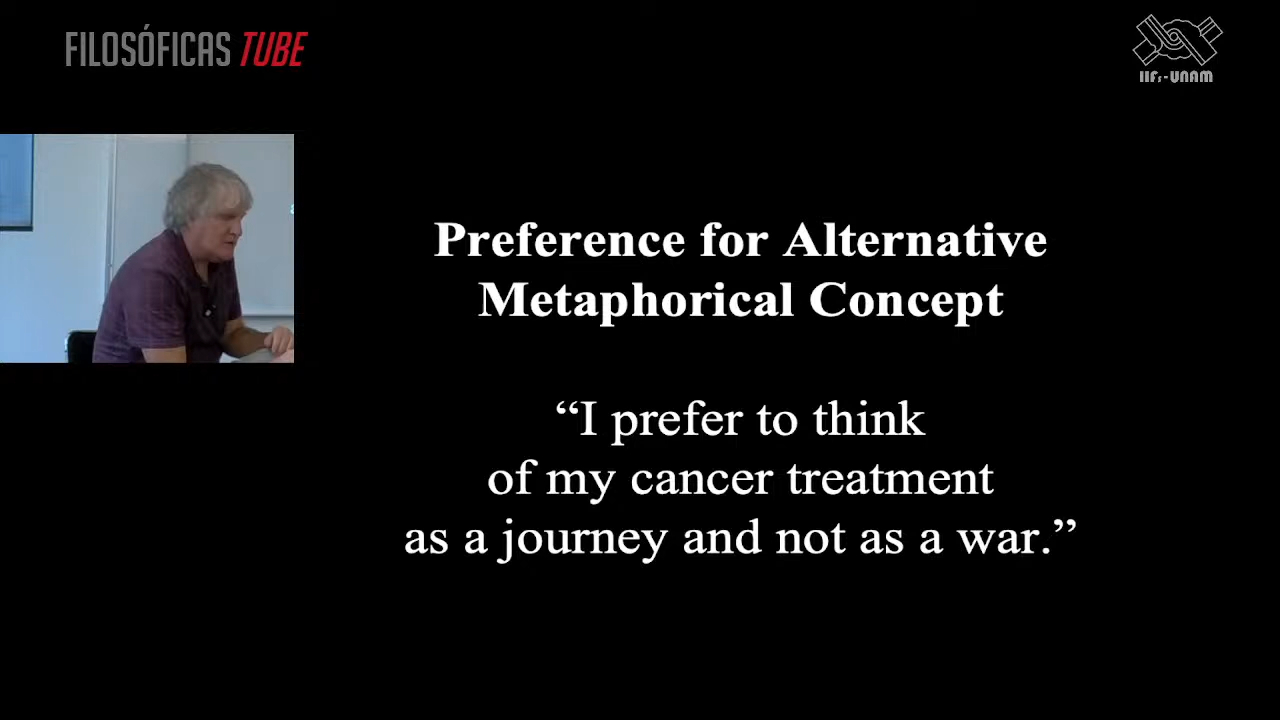 FILOSÓFICAS TUBE
IIFs-UNAM
Preference for Alternative
Metaphorical Concept
“I prefer to think
of my cancer treatment
as a journey and not as a war.”